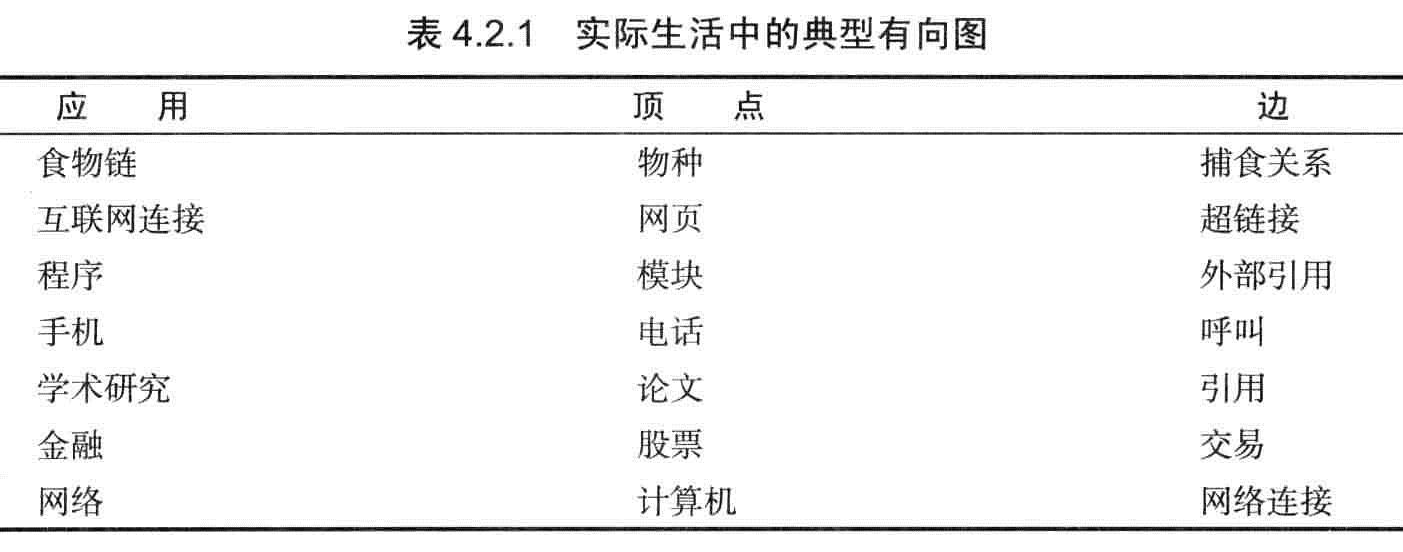 表 4.2.1 实际生活中的典型有向图
应 用 顶 点 边
食物链 物种 捕食关系
互联网连接 网页 超链接
程序 模块 外部引用
手机 电话 呼叫
学术研究 论文 引用
金融 股票 交易
网络 计算机 网络连接